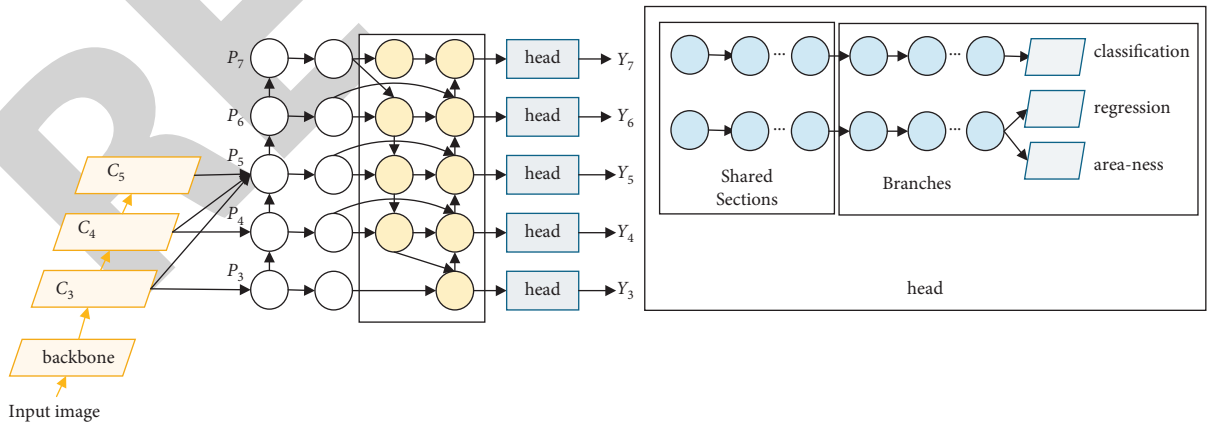 P7
head
Y7
P6
head
Y6
P5
head
Y5
P4
head
Y4
P3
head
Y3
C5
C4
C3
backbone
Input image
... ...
classification
regression
... ...
area-ness
Shared
Sections
Branches
head